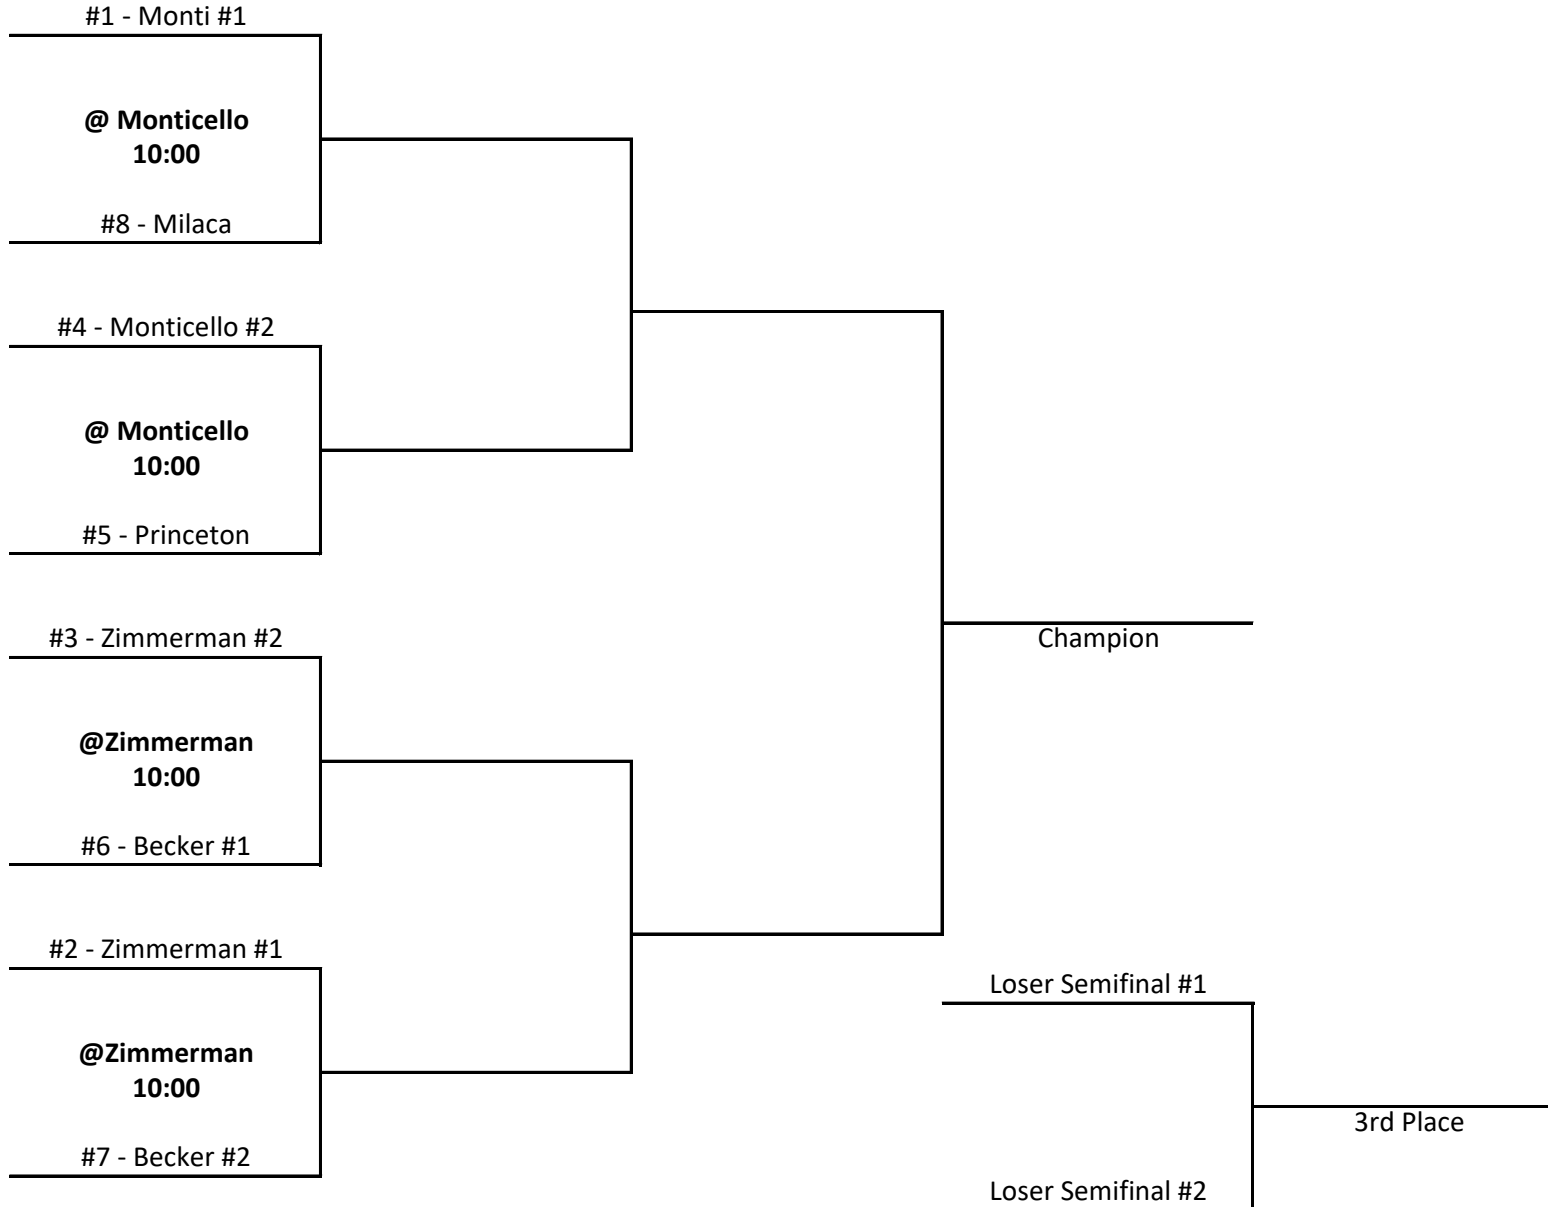 #1 - Monti #1
@ Monticello
10:00
#8 - Milaca
#4 - Monticello #2
@ Monticello
10:00
#5 - Princeton
#3 - Zimmerman #2
Champion
@Zimmerman
10:00
#6 - Becker #1
#2 - Zimmerman #1
Loser Semifinal #1
@Zimmerman
10:00
3rd Place
#7 - Becker #2
Loser Semifinal #2